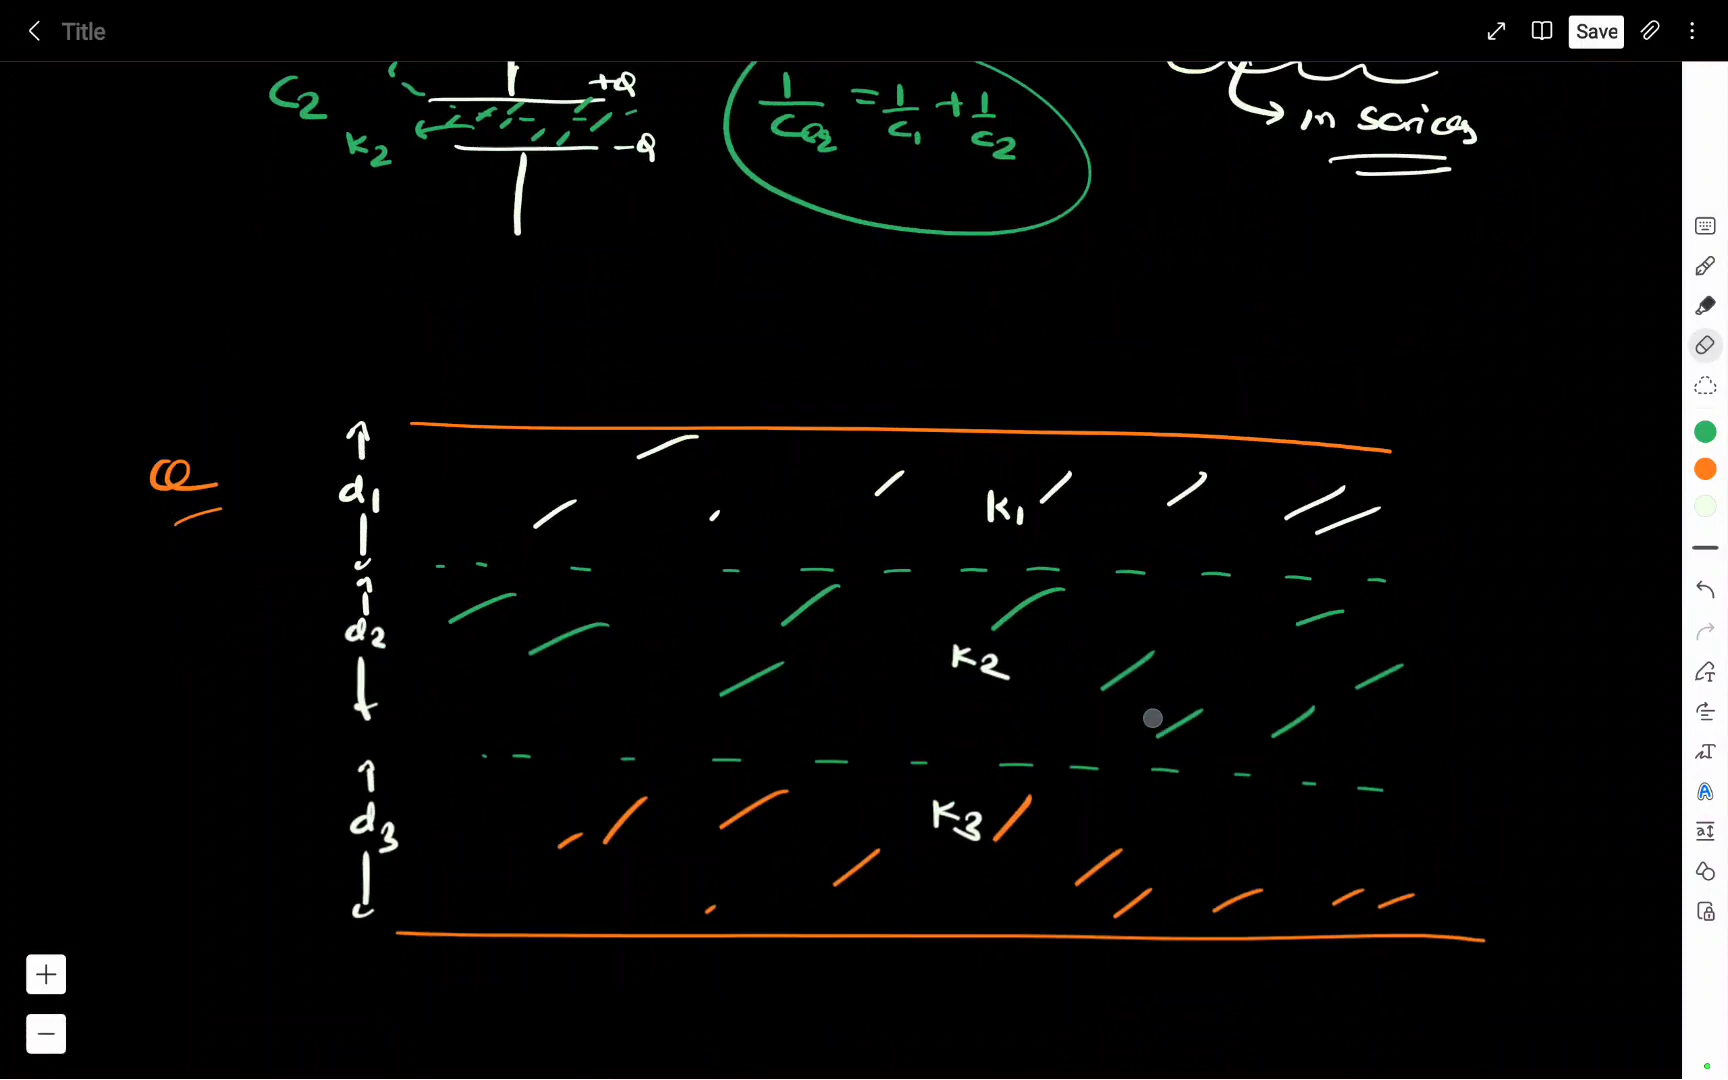 Title
Save
C2
K2
+Q
-Q
1/Ceq = 1/C1 + 1/C2
in series
Q
d1
K1
d2
K2
d3
K3